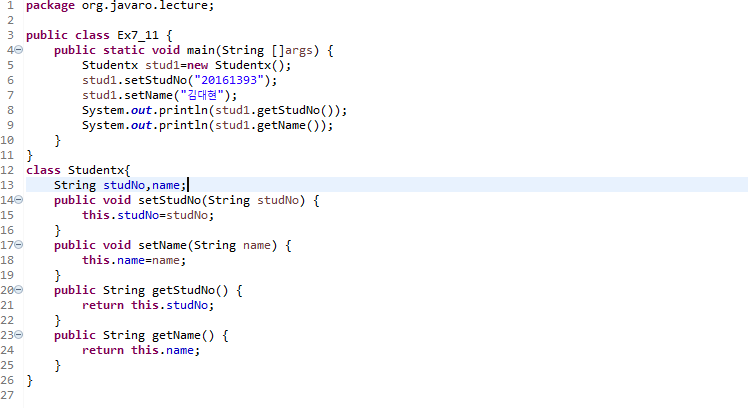 1 package org.javaro.lecture;
2
3 public class Ex7_11 {
4 public static void main(String []args) {
5 Studentx stud1=new Studentx();
6 stud1.setStudNo("20161393");
7 stud1.setName("김대현");
8 System.out.println(stud1.getStudNo());
9 System.out.println(stud1.getName());
10 }
11 }
12 class Studentx{
13 String studNo,name;
14 public void setStudNo(String studNo) {
15 this.studNo=studNo;
16 }
17 public void setName(String name) {
18 this.name=name;
19 }
20 public String getStudNo() {
21 return this.studNo;
22 }
23 public String getName() {
24 return this.name;
25 }
26 }
27